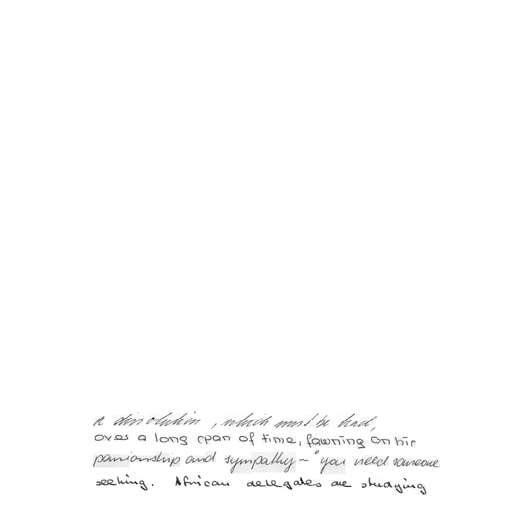 a dissolution, which must be had,
over a long span of time, fawning on his
panionship and sympathy - "you need someone
seeking. African delegates are studying